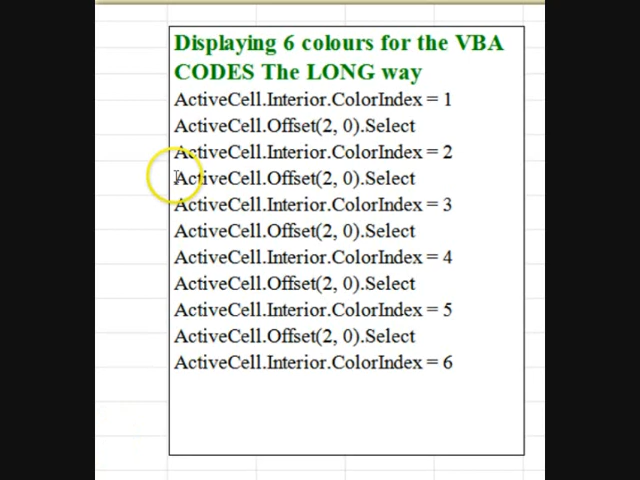 Displaying 6 colours for the VBA
CODES The LONG way
ActiveCell.Interior.ColorIndex = 1
ActiveCell.Offset(2, 0).Select
ActiveCell.Interior.ColorIndex = 2
ActiveCell.Offset(2, 0).Select
ActiveCell.Interior.ColorIndex = 3
ActiveCell.Offset(2, 0).Select
ActiveCell.Interior.ColorIndex = 4
ActiveCell.Offset(2, 0).Select
ActiveCell.Interior.ColorIndex = 5
ActiveCell.Offset(2, 0).Select
ActiveCell.Interior.ColorIndex = 6